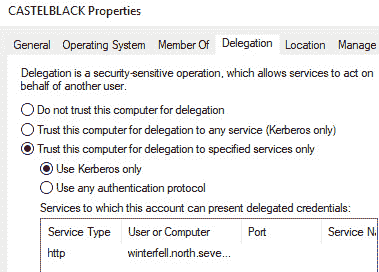 CASTELBLACK Properties
General Operating System Member Of Delegation Location Manage
Delegation is a security-sensitive operation, which allows services to act on
behalf of another user.
Do not trust this computer for delegation
Trust this computer for delegation to any service (Kerberos only)
Trust this computer for delegation to specified services only
Use Kerberos only
Use any authentication protocol
Services to which this account can present delegated credentials:
Service Type User or Computer Port Service Na
http winterfell.north.seve...